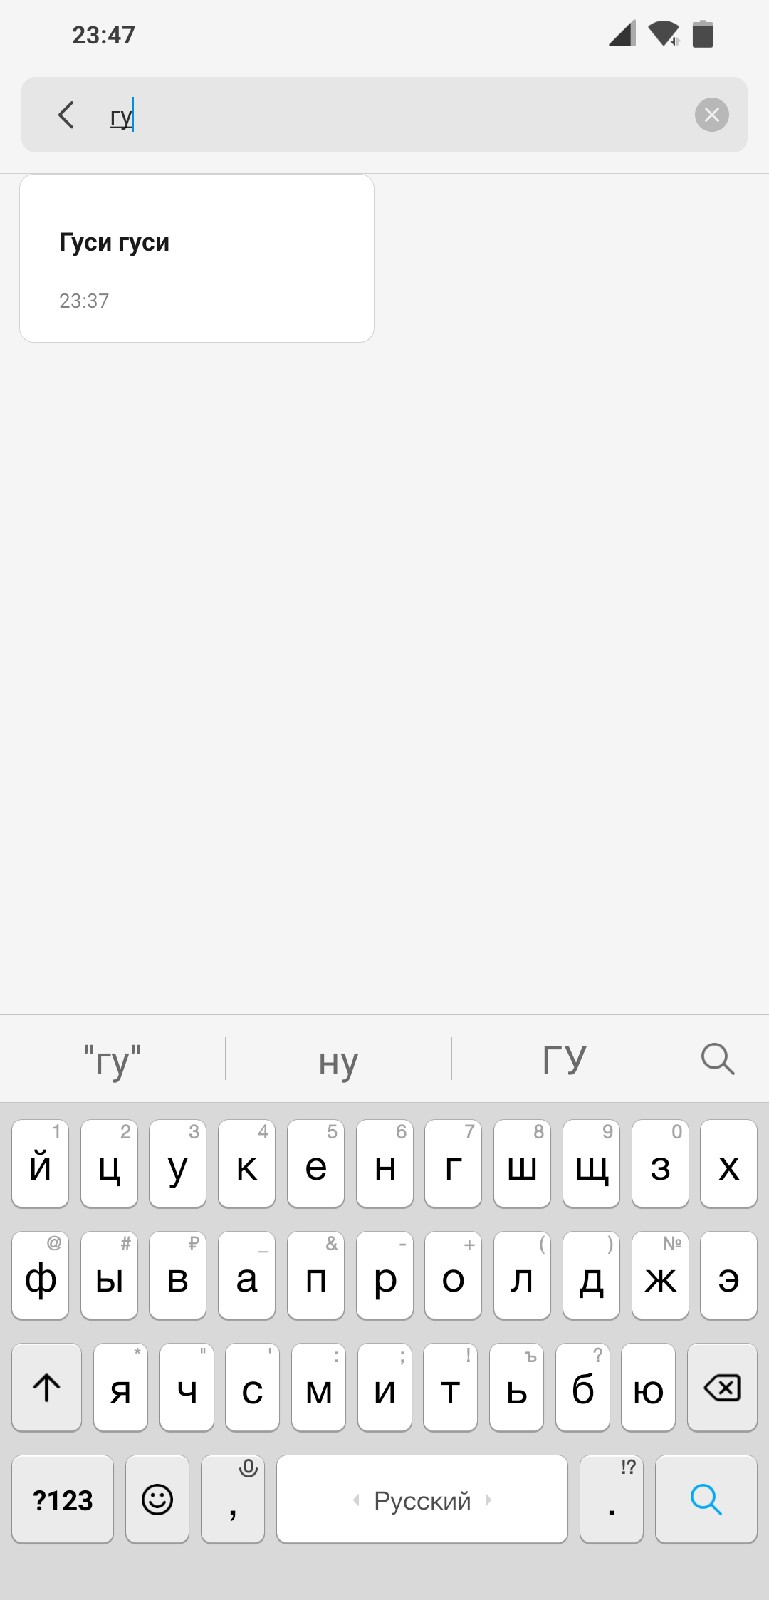 23:47
гу
Гуси гуси
23:37
"гу" ну ГУ
1 2 3 4 5 6 7 8 9 0
й ц у к е н г ш щ з х
@ # ₽ _ & - + ( ) №
ф ы в а п р о л д ж э
* " ' : ; ! ъ ?
я ч с м и т ь б ю
!?
?123 , Русский .